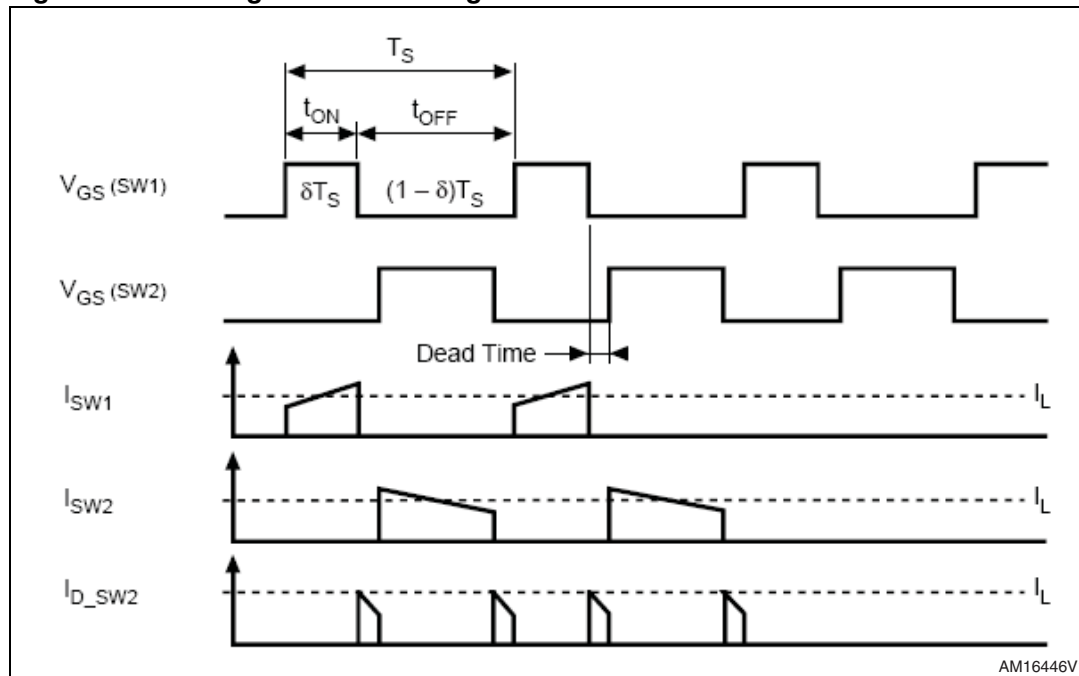 T_S
t_ON t_OFF
V_GS (SW1) δT_S (1 – δ)T_S
V_GS (SW2)
Dead Time
I_SW1 I_L
I_SW2 I_L
I_D_SW2 I_L
AM16446V